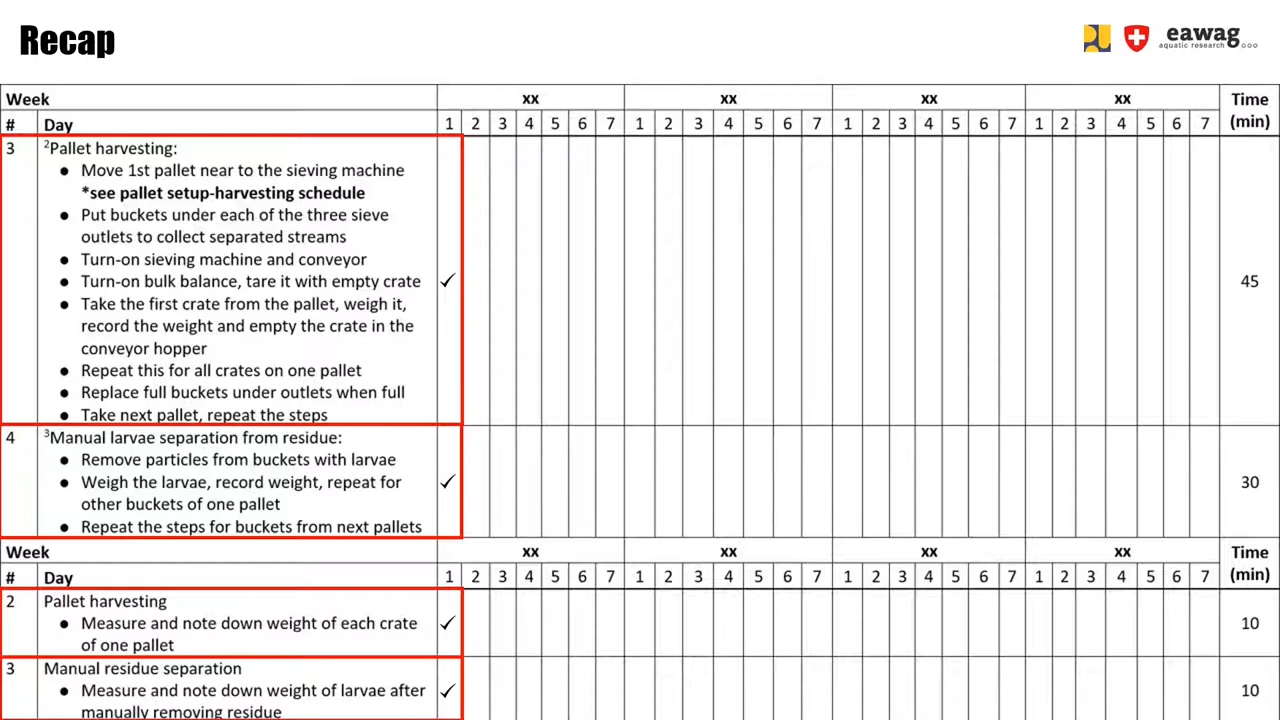 Recap
eawag
aquatic research
Week xx xx xx xx Time
# Day 1 2 3 4 5 6 7 1 2 3 4 5 6 7 1 2 3 4 5 6 7 1 2 3 4 5 6 7 (min)
3 ²Pallet harvesting:
● Move 1st pallet near to the sieving machine
*see pallet setup-harvesting schedule
● Put buckets under each of the three sieve
outlets to collect separated streams
● Turn-on sieving machine and conveyor
● Turn-on bulk balance, tare it with empty crate ✓ 45
● Take the first crate from the pallet, weigh it,
record the weight and empty the crate in the
conveyor hopper
● Repeat this for all crates on one pallet
● Replace full buckets under outlets when full
● Take next pallet, repeat the steps
4 ³Manual larvae separation from residue:
● Remove particles from buckets with larvae
● Weigh the larvae, record weight, repeat for ✓ 30
other buckets of one pallet
● Repeat the steps for buckets from next pallets
Week xx xx xx xx Time
# Day 1 2 3 4 5 6 7 1 2 3 4 5 6 7 1 2 3 4 5 6 7 1 2 3 4 5 6 7 (min)
2 Pallet harvesting
● Measure and note down weight of each crate ✓ 10
of one pallet
3 Manual residue separation
● Measure and note down weight of larvae after ✓ 10
manually removing residue